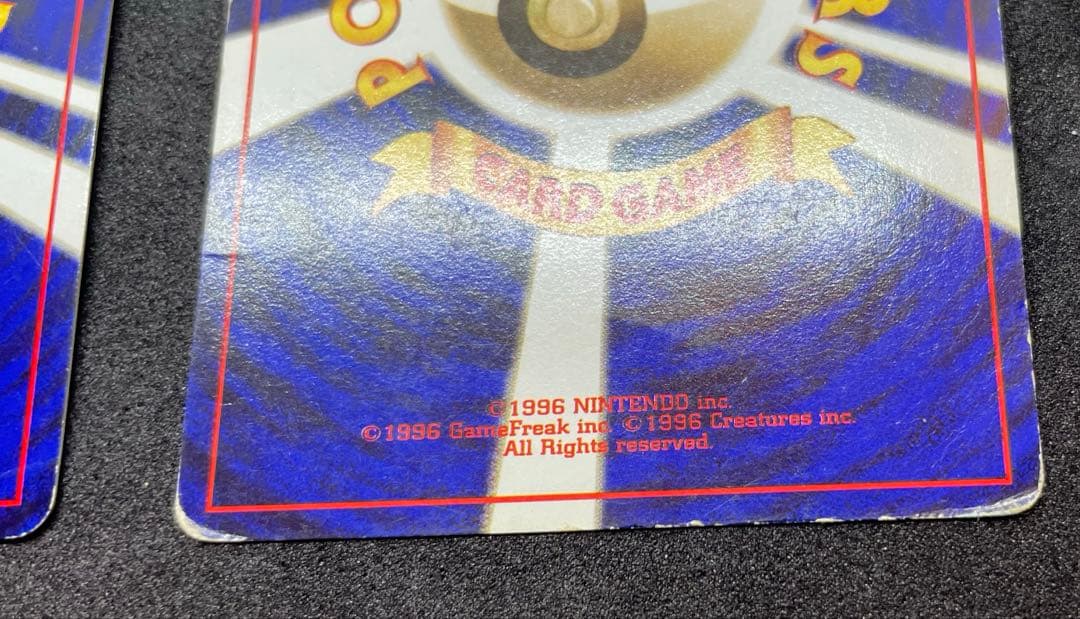 CARD GAME
©1996 NINTENDO inc.
©1996 GameFreak inc. ©1996 Creatures inc.
All Rights reserved.